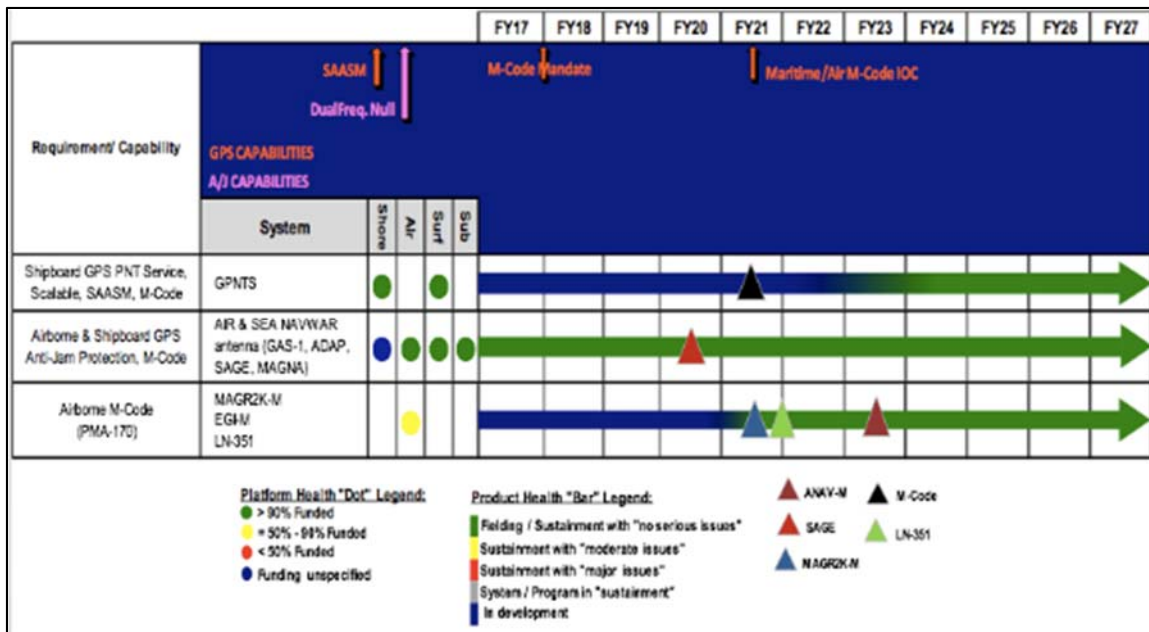 FY17 FY18 FY19 FY20 FY21 FY22 FY23 FY24 FY25 FY26 FY27
Requirement/ Capability
SAASM
M-Code Mandate
Maritime/Air M-Code IOC
DualFreq. Null
GPS CAPABILITIES
A/J CAPABILITIES
System
Shore
Air
Surf
Sub
Shipboard GPS PNT Service,
Scalable, SAASM, M-Code
GPNTS
Airborne & Shipboard GPS
Anti-Jam Protection, M-Code
AIR & SEA NAVWAR
antenna (GAS-1, ADAP,
SAGE, MAGNA)
Airborne M-Code
(PMA-170)
MAGR2K-M
EGI-M
LN-351
Platform Health "Dot" Legend:
> 90% Funded
= 50% - 90% Funded
< 50% Funded
Funding unspecified
Product Health "Bar" Legend:
Fielding / Sustainment with "no serious issues"
Sustainment with "moderate issues"
Sustainment with "major issues"
System / Program in "sustainment"
In development
ANAV-M
M-Code
SAGE
LN-351
MAGR2K-M